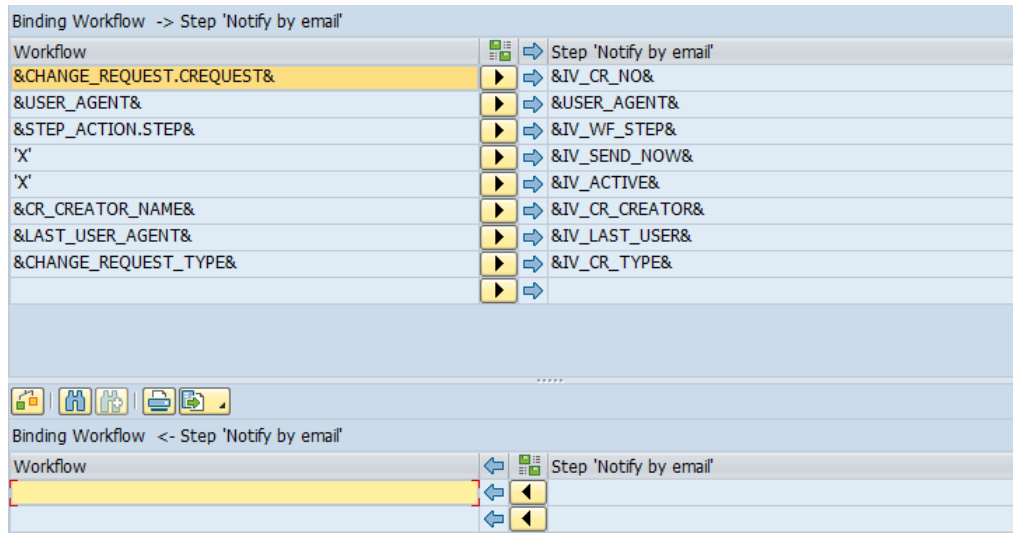 Binding Workflow -> Step 'Notify by email'
Workflow Step 'Notify by email'
&CHANGE_REQUEST.CREQUEST& &IV_CR_NO&
&USER_AGENT& &USER_AGENT&
&STEP_ACTION.STEP& &IV_WF_STEP&
'X' &IV_SEND_NOW&
'X' &IV_ACTIVE&
&CR_CREATOR_NAME& &IV_CR_CREATOR&
&LAST_USER_AGENT& &IV_LAST_USER&
&CHANGE_REQUEST_TYPE& &IV_CR_TYPE&
Binding Workflow <- Step 'Notify by email'
Workflow Step 'Notify by email'